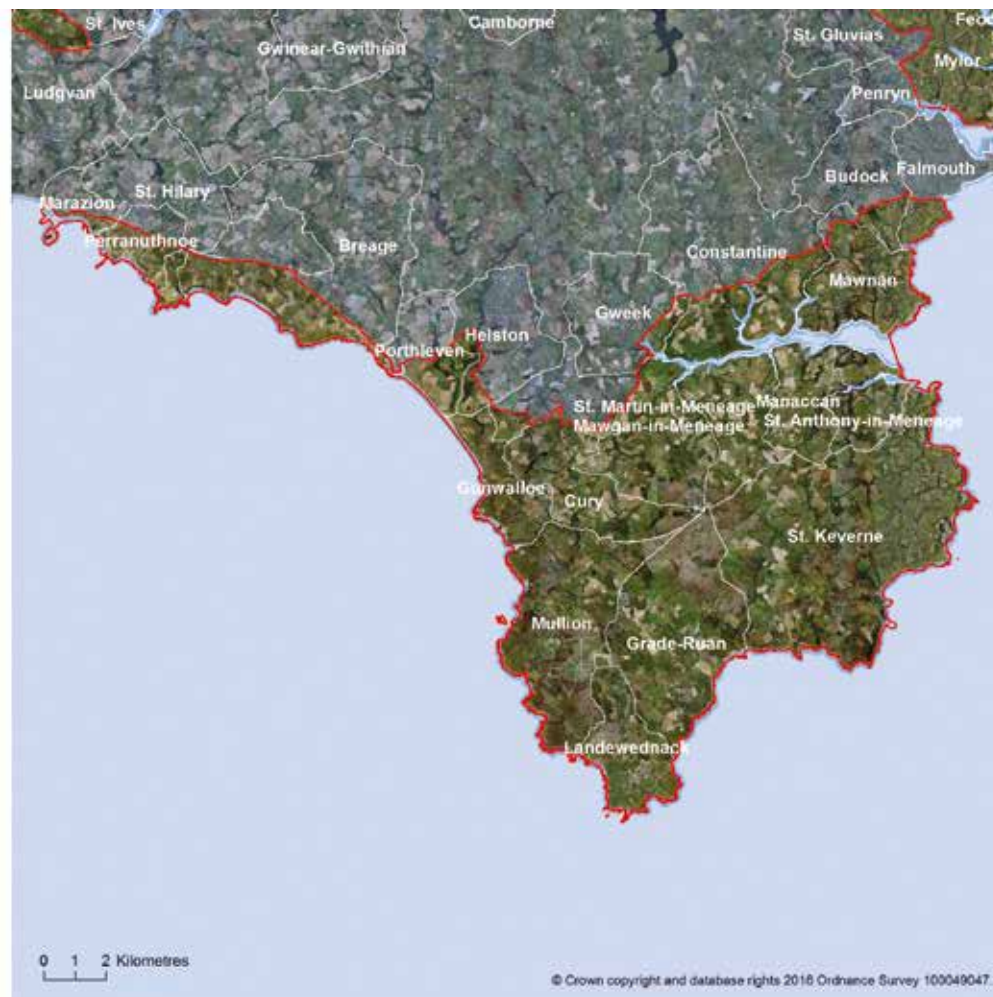 St. Ives
Camborne
Feoc
Gwinear-Gwithian
St. Gluvias
Mylor
Ludgvan
Penryn
Budock
Falmouth
St. Hilary
Marazion
Perranuthnoe
Breage
Constantine
Mawnan
Gweek
Helston
Porthleven
Manaccan
St. Martin-in-Meneage
St. Anthony-in-Meneage
Mawgan-in-Meneage
Gunwalloe
Cury
St. Keverne
Mullion
Grade-Ruan
Landewednack
0 1 2 Kilometres
© Crown copyright and database rights 2016 Ordnance Survey 100049047.